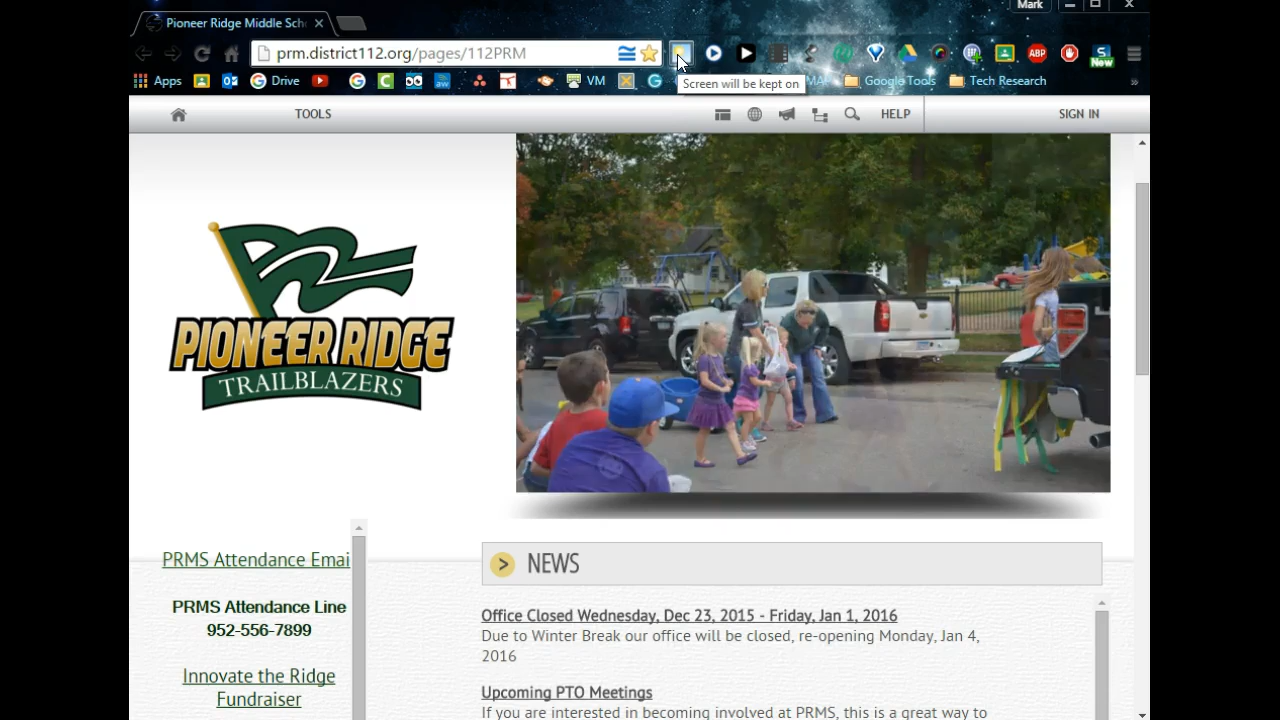 Mark
Pioneer Ridge Middle Sch
prm.district112.org/pages/112PRM
Apps
Drive
VM
Google Tools
Tech Research
»
Screen will be kept on
ABP
New
TOOLS
HELP
SIGN IN
PIONEER RIDGE
TRAILBLAZERS
PRMS Attendance Emai
PRMS Attendance Line
952-556-7899
Innovate the Ridge
Fundraiser
> NEWS
Office Closed Wednesday, Dec 23, 2015 - Friday, Jan 1, 2016
Due to Winter Break our office will be closed, re-opening Monday, Jan 4,
2016
Upcoming PTO Meetings
If you are interested in becoming involved at PRMS, this is a great way to